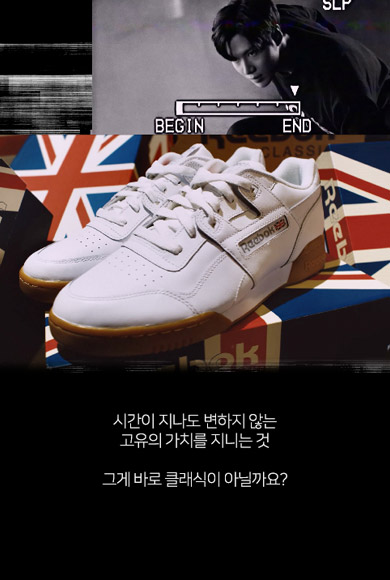 SLP
BEGIN END
CLASSIC
Reebok
Reebok
시간이 지나도 변하지 않는
고유의 가치를 지니는 것
그게 바로 클래식이 아닐까요?